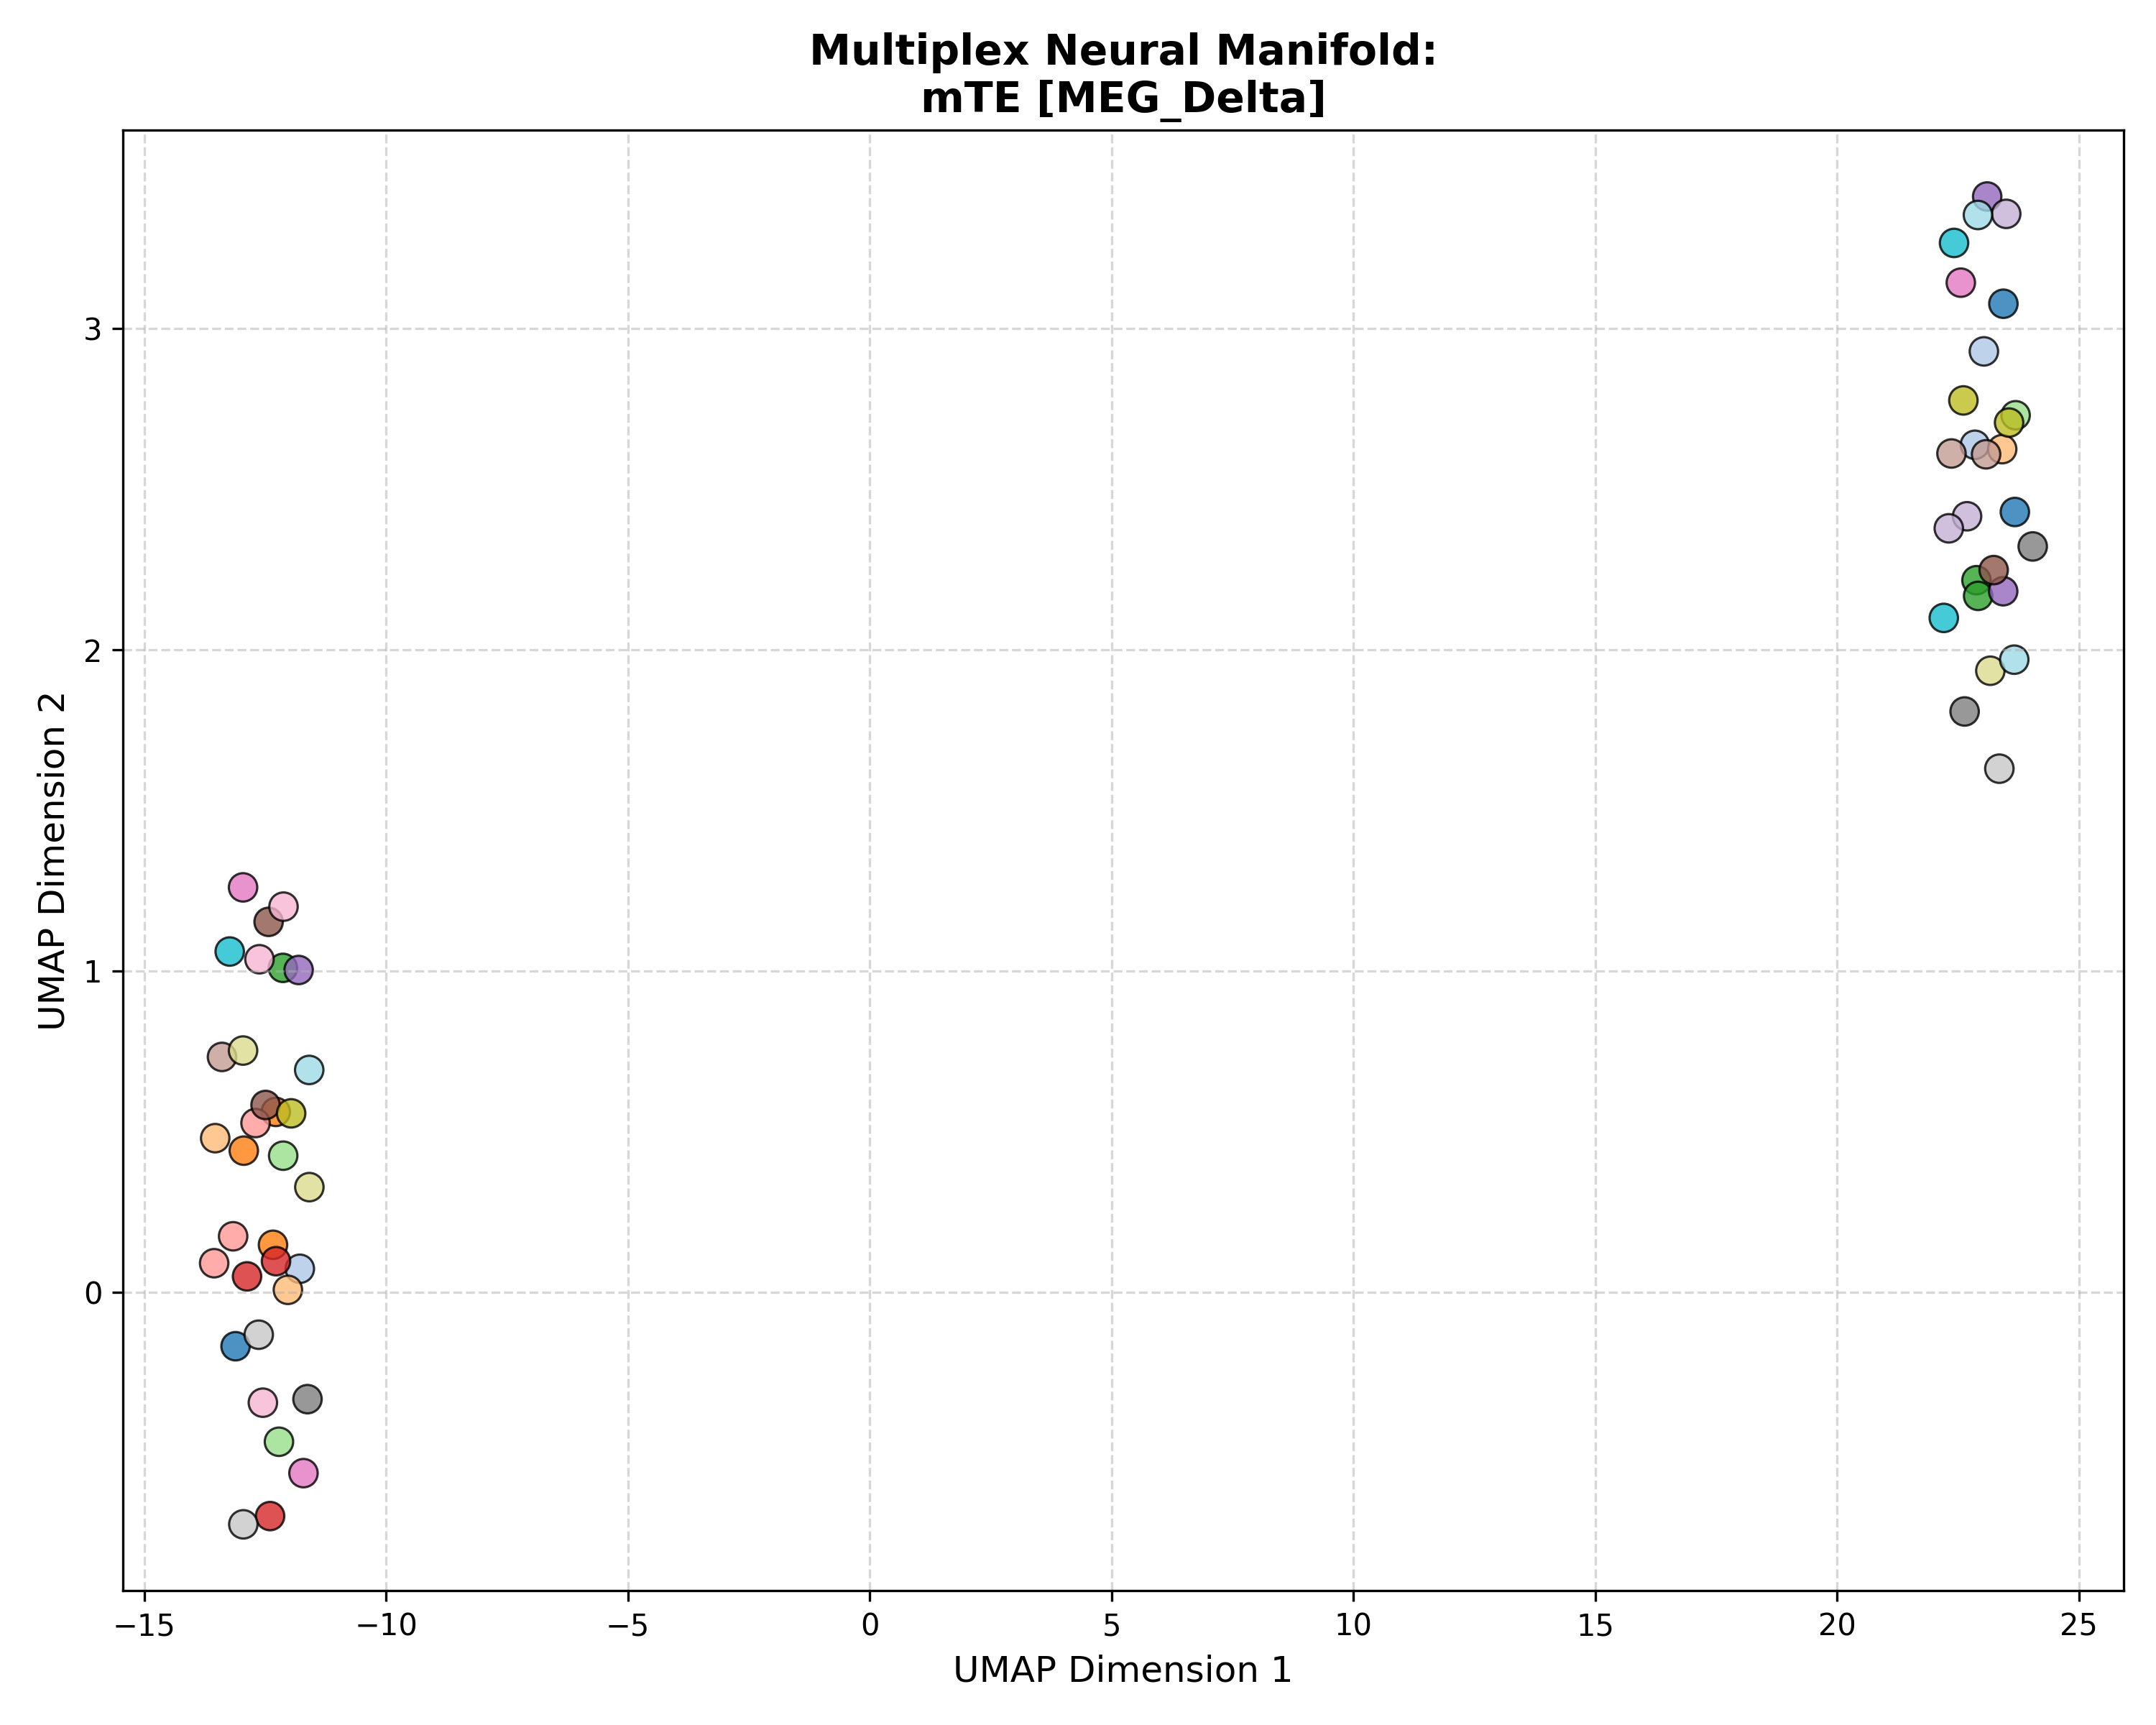 Multiplex Neural Manifold:
mTE [MEG_Delta]
UMAP Dimension 2
3
2
1
0
−15 −10 −5 0 5 10 15 20 25
UMAP Dimension 1